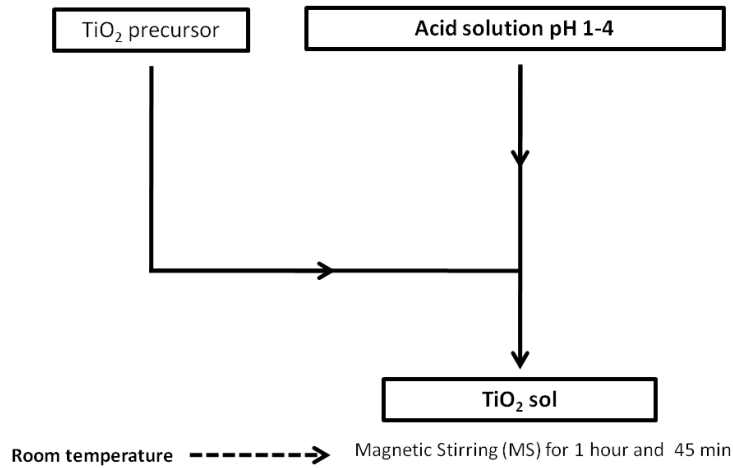 TiO₂ precursor
Acid solution pH 1-4
TiO₂ sol
Room temperature
Magnetic Stirring (MS) for 1 hour and 45 min